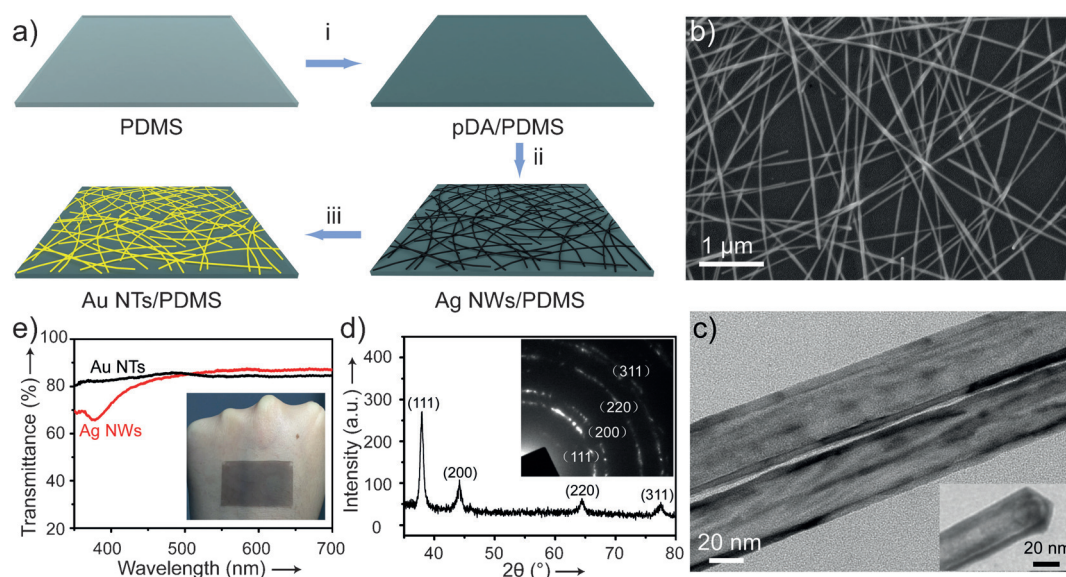 a)
i
PDMS
pDA/PDMS
ii
iii
Au NTs/PDMS
Ag NWs/PDMS
b)
1 μm
e)
Transmittance (%)
100
80
60
40
20
Au NTs
Ag NWs
400
500
600
700
Wavelength (nm)
d)
Intensity (a.u.)
400
300
200
100
0
(111)
(200)
(220)
(311)
(311)
(220)
(200)
(111)
40
50
60
70
80
2θ (°)
c)
20 nm
20 nm